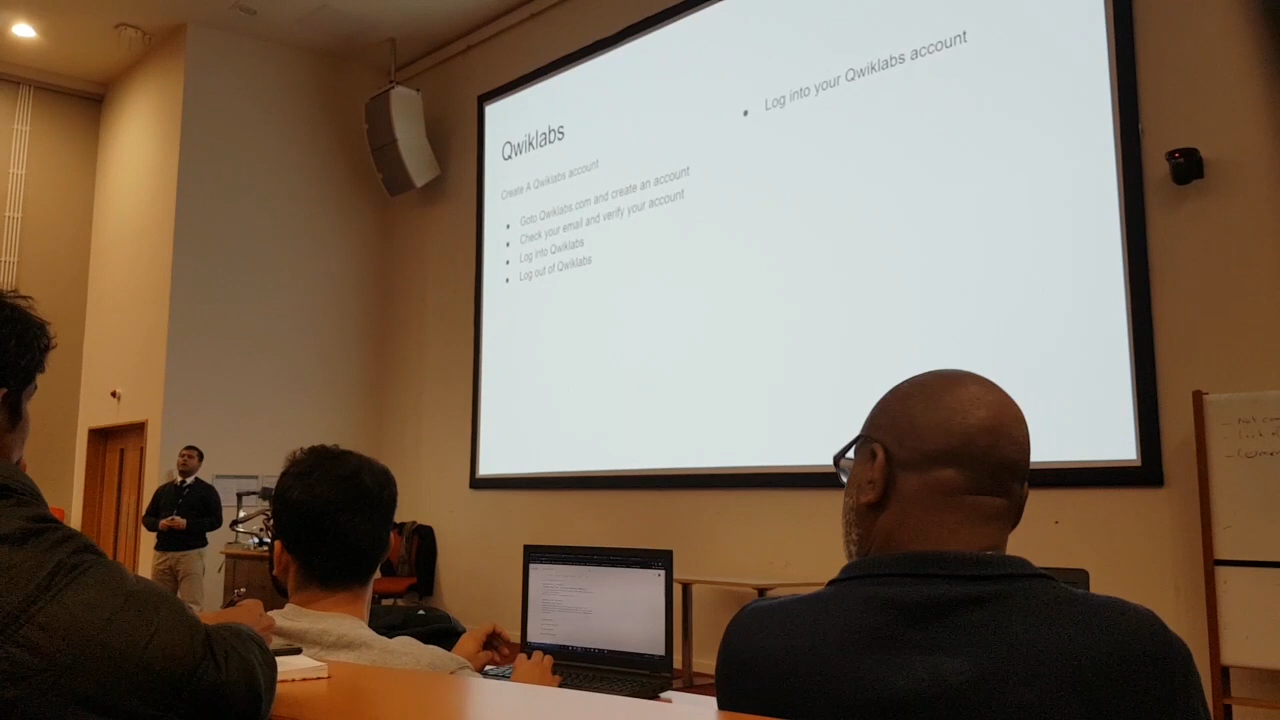 Qwiklabs
Create A Qwiklabs account
Goto Qwiklabs.com and create an account
Check your email and verify your account
Log into Qwiklabs
Log out of Qwiklabs
Log into your Qwiklabs account